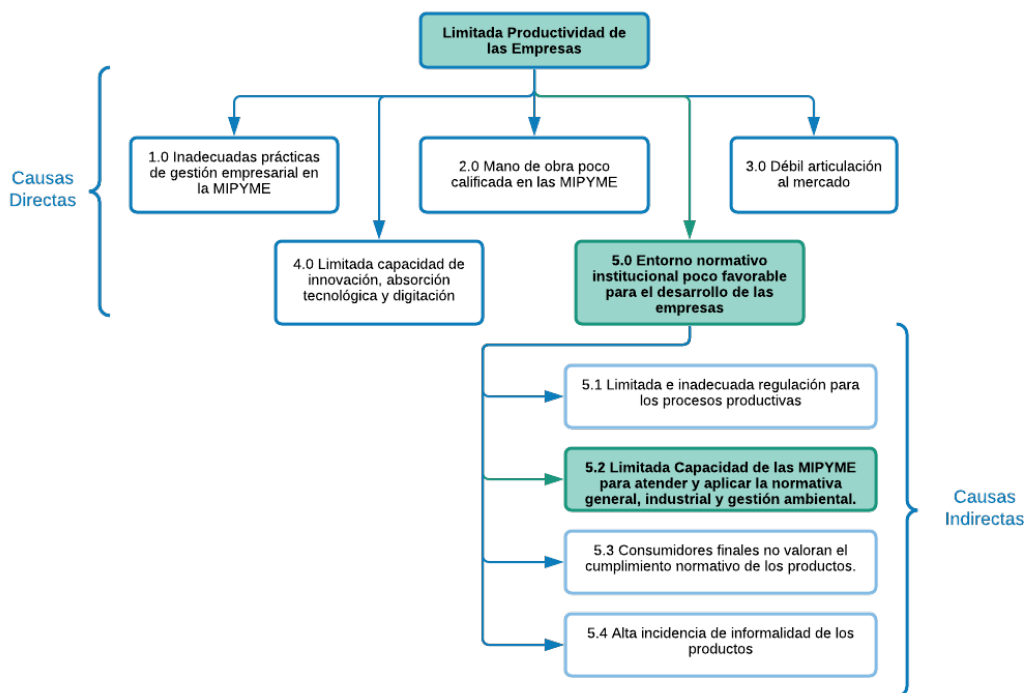 Limitada Productividad de
las Empresas
Causas
Directas
1.0 Inadecuadas prácticas
de gestión empresarial en
la MIPYME
2.0 Mano de obra poco
calificada en las MIPYME
3.0 Débil articulación
al mercado
4.0 Limitada capacidad de
innovación, absorción
tecnológica y digitación
5.0 Entorno normativo
institucional poco favorable
para el desarrollo de las
empresas
5.1 Limitada e inadecuada regulación para
los procesos productivas
5.2 Limitada Capacidad de las MIPYME
para atender y aplicar la normativa
general, industrial y gestión ambiental.
Causas
Indirectas
5.3 Consumidores finales no valoran el
cumplimiento normativo de los productos.
5.4 Alta incidencia de informalidad de los
productos